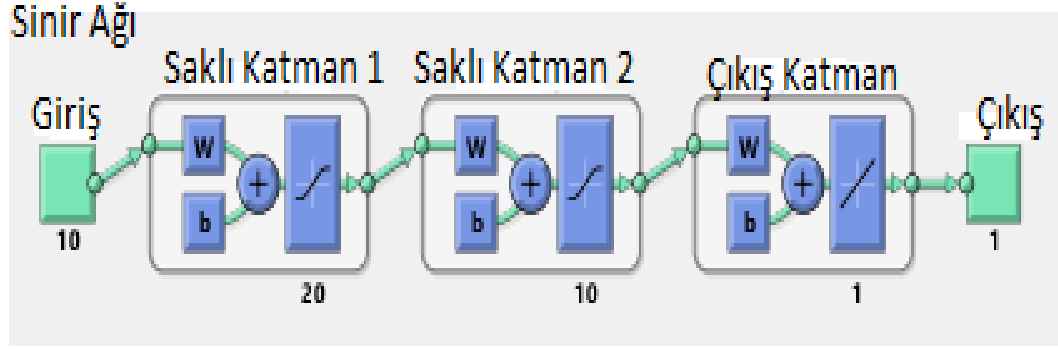 Sinir Ağı
Saklı Katman 1 Saklı Katman 2 Çıkış Katman
Giriş Çıkış
W W W
b b b
10 1
20 10 1